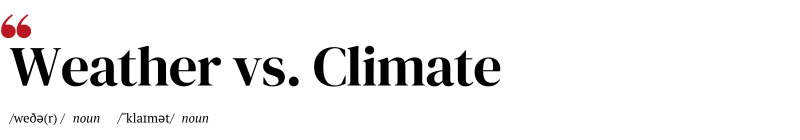 ❝
Weather vs. Climate
/weðə(r) / noun /ˈklaɪmət/ noun